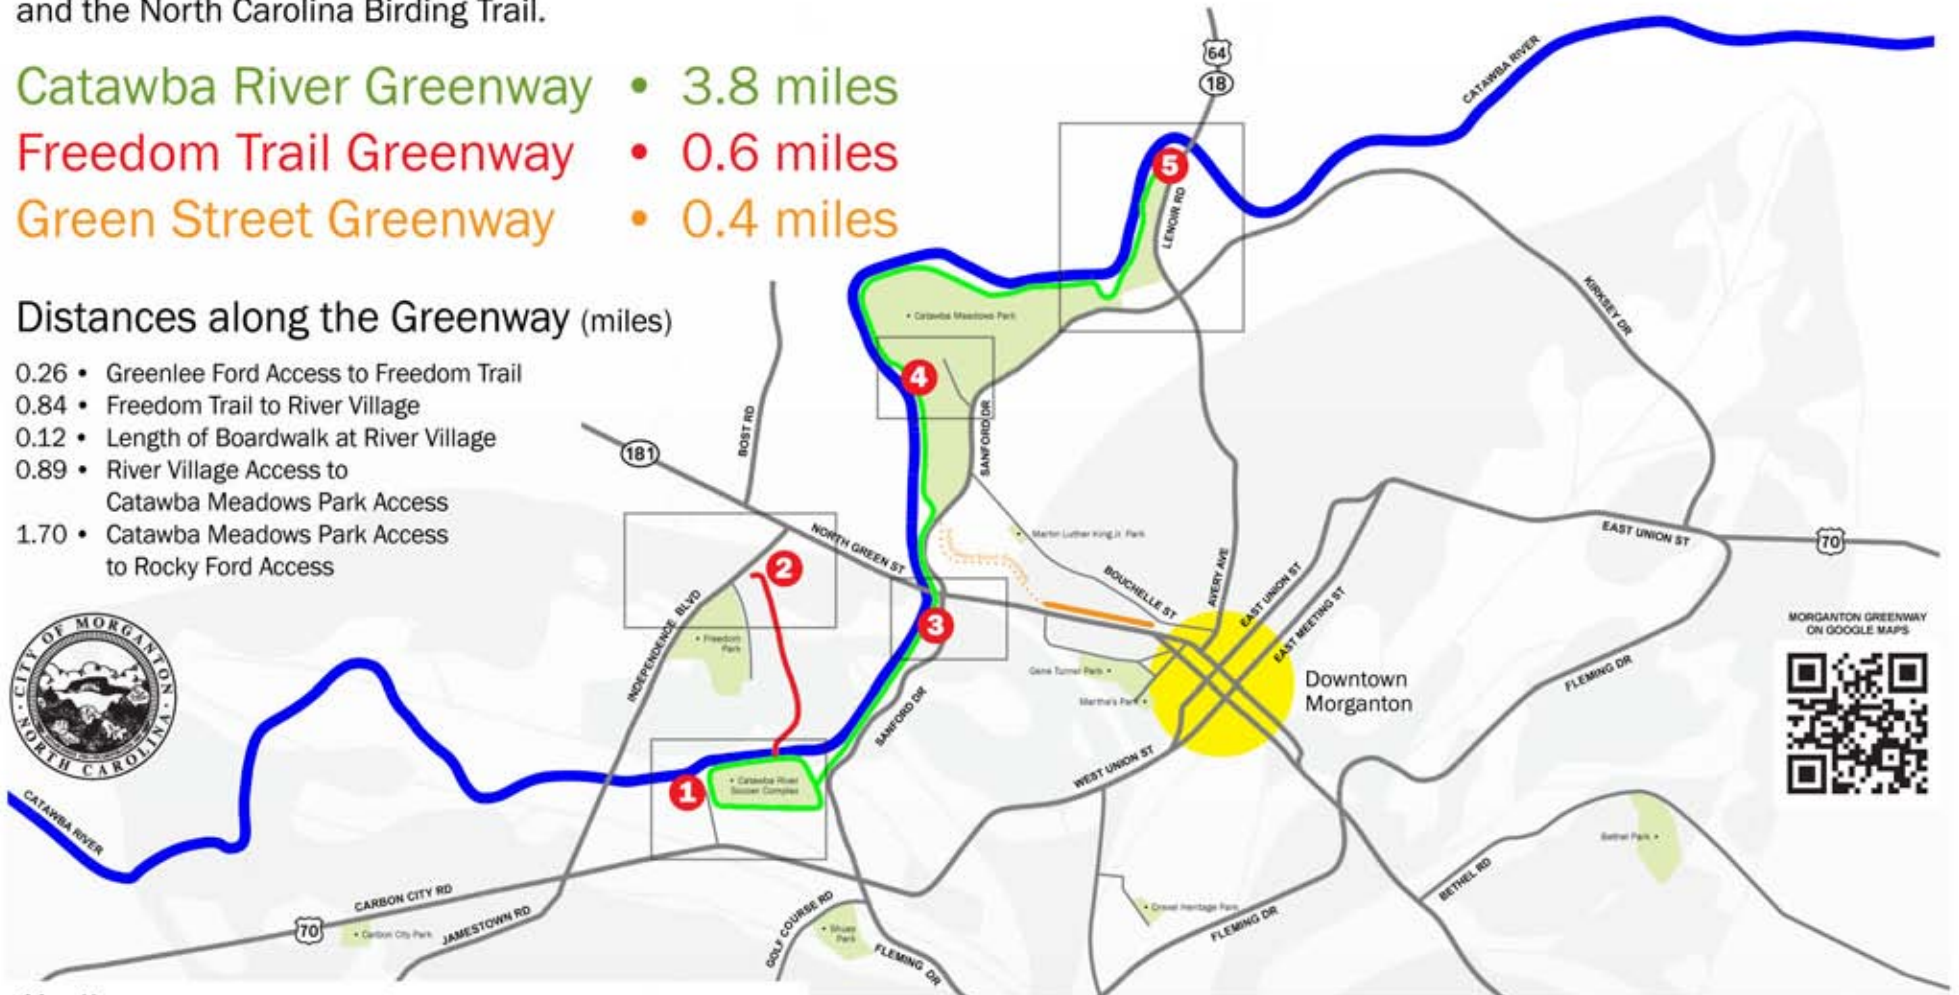 and the North Carolina Birding Trail.
Catawba River Greenway • 3.8 miles
Freedom Trail Greenway • 0.6 miles
Green Street Greenway • 0.4 miles
Distances along the Greenway (miles)
0.26 • Greenlee Ford Access to Freedom Trail
0.84 • Freedom Trail to River Village
0.12 • Length of Boardwalk at River Village
0.89 • River Village Access to
Catawba Meadows Park Access
1.70 • Catawba Meadows Park Access
to Rocky Ford Access
CITY OF MORGANTON
NORTH CAROLINA
64
18
CATAWBA RIVER
5
LENOIR RD
KIRKSEY DR
• Catawba Meadows Park
4
SANFORD DR
BOST RD
181
NORTH GREEN ST
2
Martin Luther King Jr Park
BOUCHELLE ST
AVERY AVE
EAST UNION ST
EAST MEETING ST
EAST UNION ST
70
INDEPENDENCE BLVD
• Freedom
Park
3
Gene Turnel Park •
Martha's Park •
Downtown
Morganton
FLEMING DR
MORGANTON GREENWAY
ON GOOGLE MAPS
SANFORD DR
WEST UNION ST
1
• Catawba River
Soccer Complex
CATAWBA RIVER
Bethel Park •
BETHEL RD
CARBON CITY RD
70
• Carbon City Park
JAMESTOWN RD
GOLF COURSE RD
• Shuey
Park
FLEMING DR
• Drexel Heritage Park
FLEMING DR